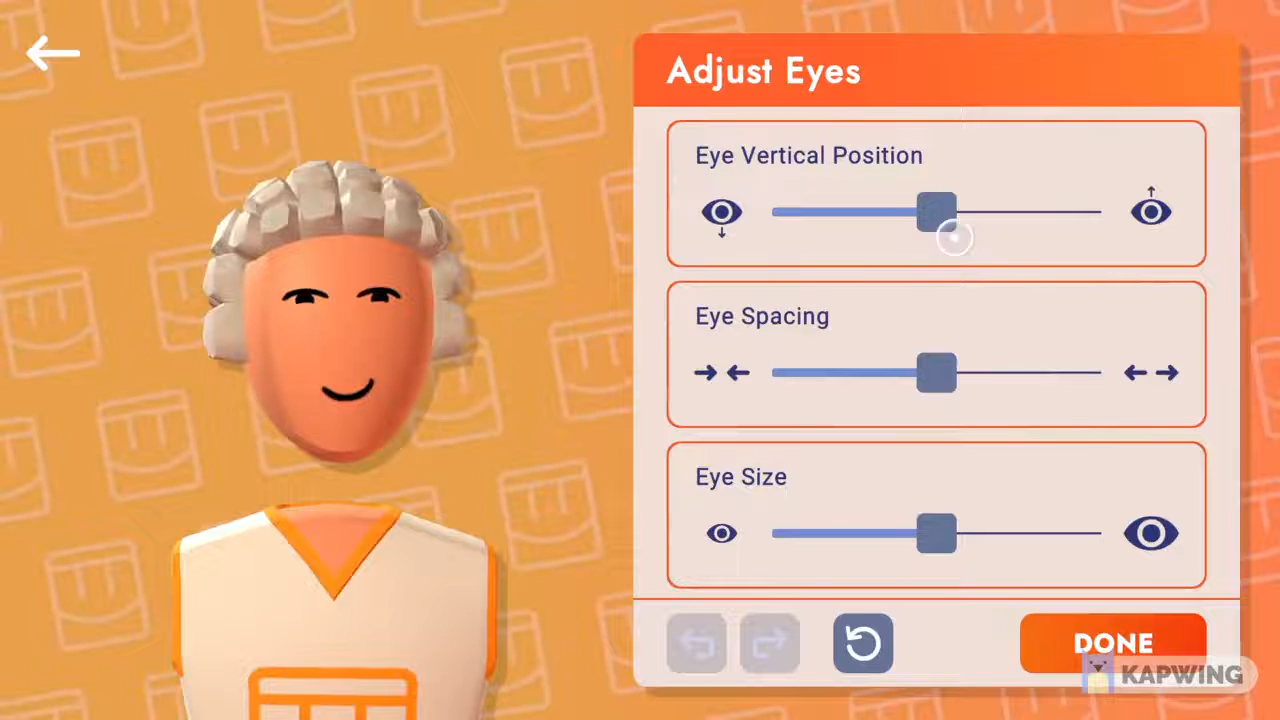 Adjust Eyes
Eye Vertical Position
Eye Spacing
Eye Size
DONE
KAPWING